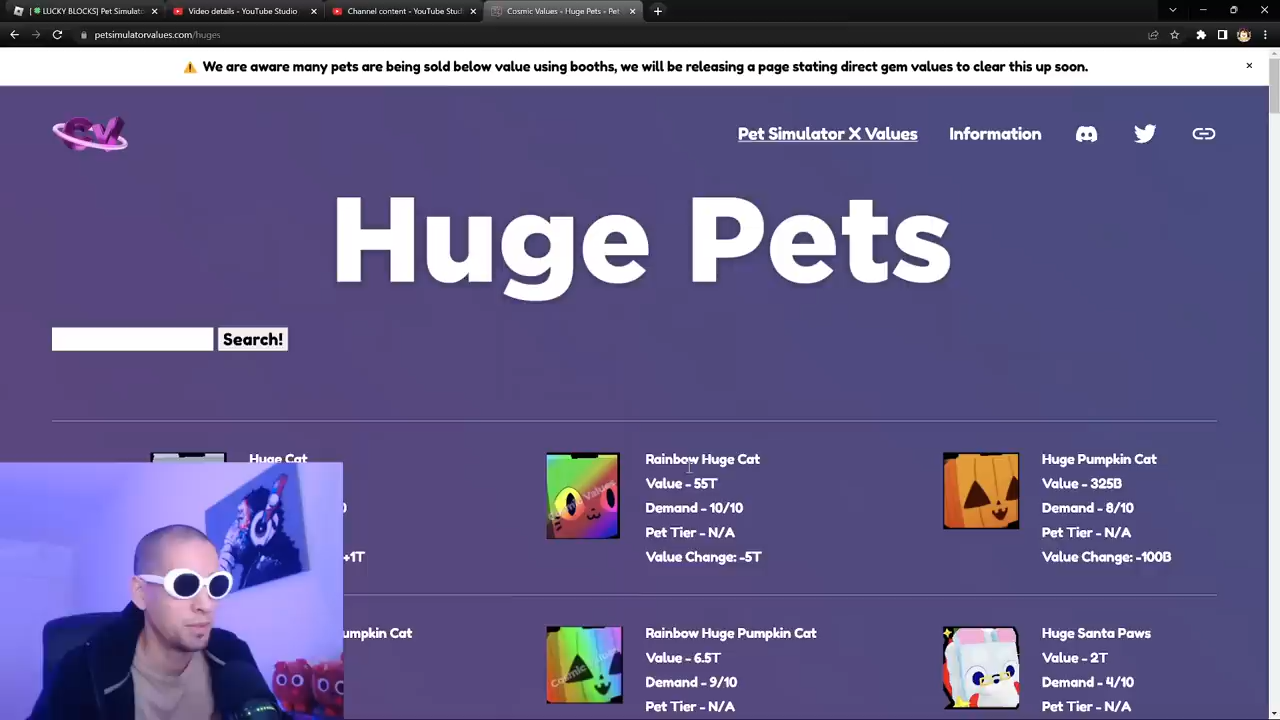 [🍀 LUCKY BLOCKS] Pet Simulato
Video details - YouTube Studio
Channel content - YouTube Stud
Cosmic Values - Huge Pets - Pet
petsimulatorvalues.com/huges
⚠️ We are aware many pets are being sold below value using booths, we will be releasing a page stating direct gem values to clear this up soon.
CV
Pet Simulator X Values
Information
Huge Pets
Search!
Huge Cat
+1T
Rainbow Huge Cat
Value - 55T
Demand - 10/10
Pet Tier - N/A
Value Change: -5T
Huge Pumpkin Cat
Value - 325B
Demand - 8/10
Pet Tier - N/A
Value Change: -100B
umpkin Cat
Rainbow Huge Pumpkin Cat
Value - 6.5T
Demand - 9/10
Pet Tier - N/A
Huge Santa Paws
Value - 2T
Demand - 4/10
Pet Tier - N/A